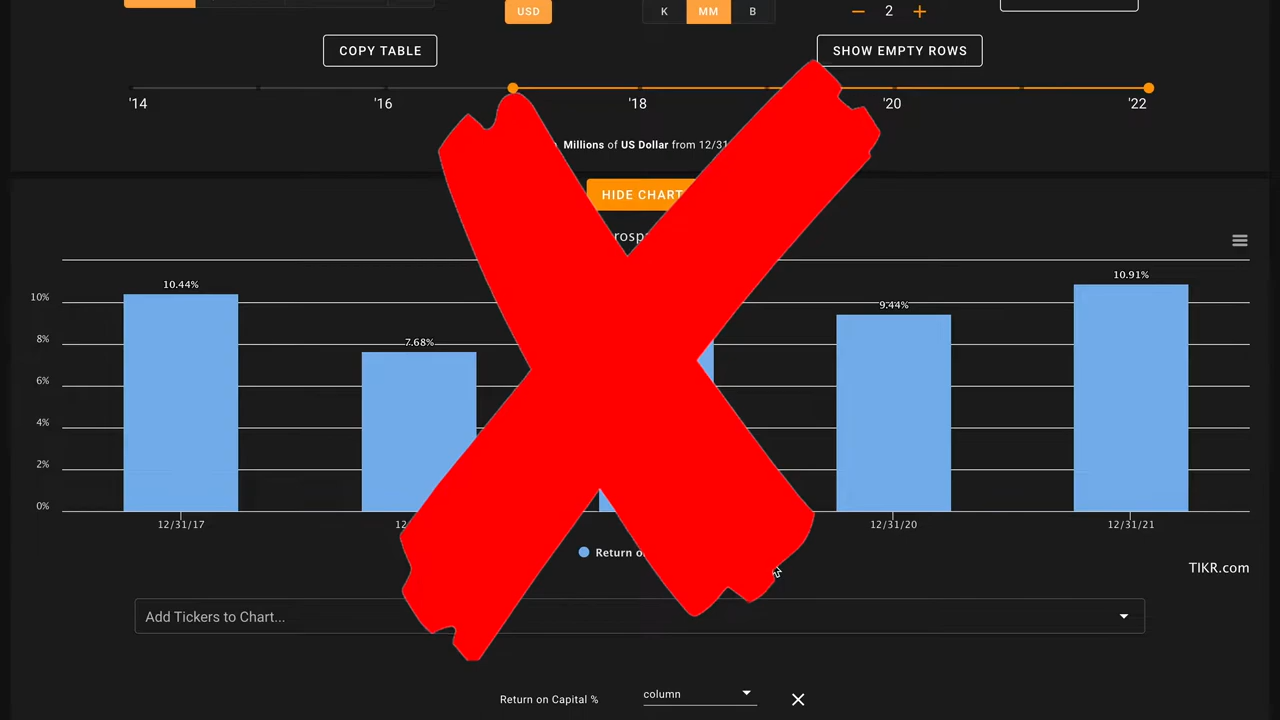 USD
K MM B
2
COPY TABLE
SHOW EMPTY ROWS
'14 '16 '18 '20 '22
Millions of US Dollar from 12/31
HIDE CHART
10.91%
10.44%
10%
9.44%
8%
7.68%
6%
4%
2%
0%
12/31/17 12/31/20 12/31/21
Return
TIKR.com
Add Tickers to Chart...
Return on Capital %
column